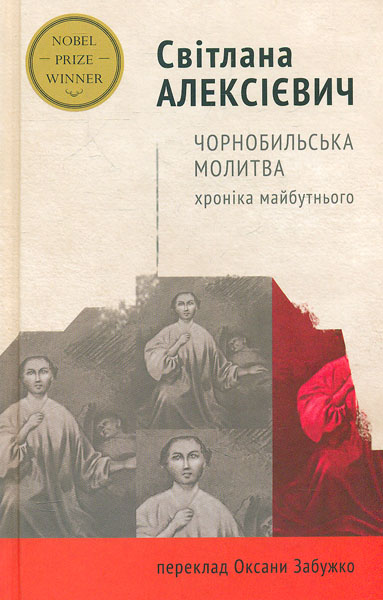 NOBEL
PRIZE
WINNER
Світлана
АЛЕКСІЄВИЧ
ЧОРНОБИЛЬСЬКА
МОЛИТВА
хроніка майбутнього
переклад Оксани Забужко